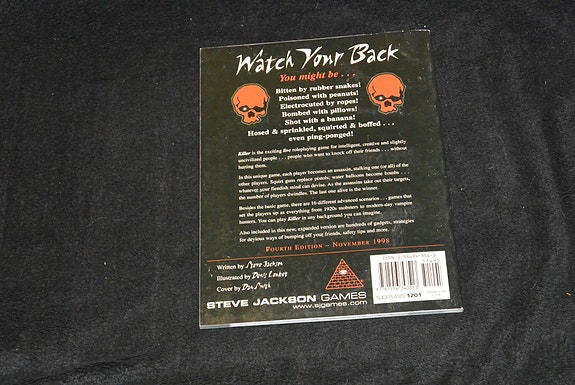 Watch Your Back
You might be . . .
Bitten by rubber snakes!
Poisoned with peanuts!
Electrocuted by ropes!
Bombed with pillows!
Shot with a banana!
Hosed & sprinkled, squirted & boffed . . .
even ping-ponged!
Killer is the exciting live roleplaying game for intelligent, creative and slightly
uncivilized people . . . people who want to knock off their friends . . . without
hurting them.
In this unique game, each player becomes an assassin, stalking one (or all) of the
other players. Squirt guns replace pistols; water balloons become bombs . . .
whatever your fiendish mind can devise. As the assassins take out their targets,
the number of players dwindles. The last one alive is the winner.
Besides the basic game, there are 16 different advanced scenarios . . . games that
set the players up as everything from 1920s mobsters to modern-day vampire
hunters. You can play Killer in any background you can imagine.
Also included in this new, expanded version are hundreds of gadgets, strategies
for devious ways of bumping off your friends, safety tips and more.
Fourth Edition – November 1998
Written by Steve Jackson
Illustrated by Denis Loubet
Cover by Dan Smith
STEVE JACKSON GAMES
www.sjgames.com
1201